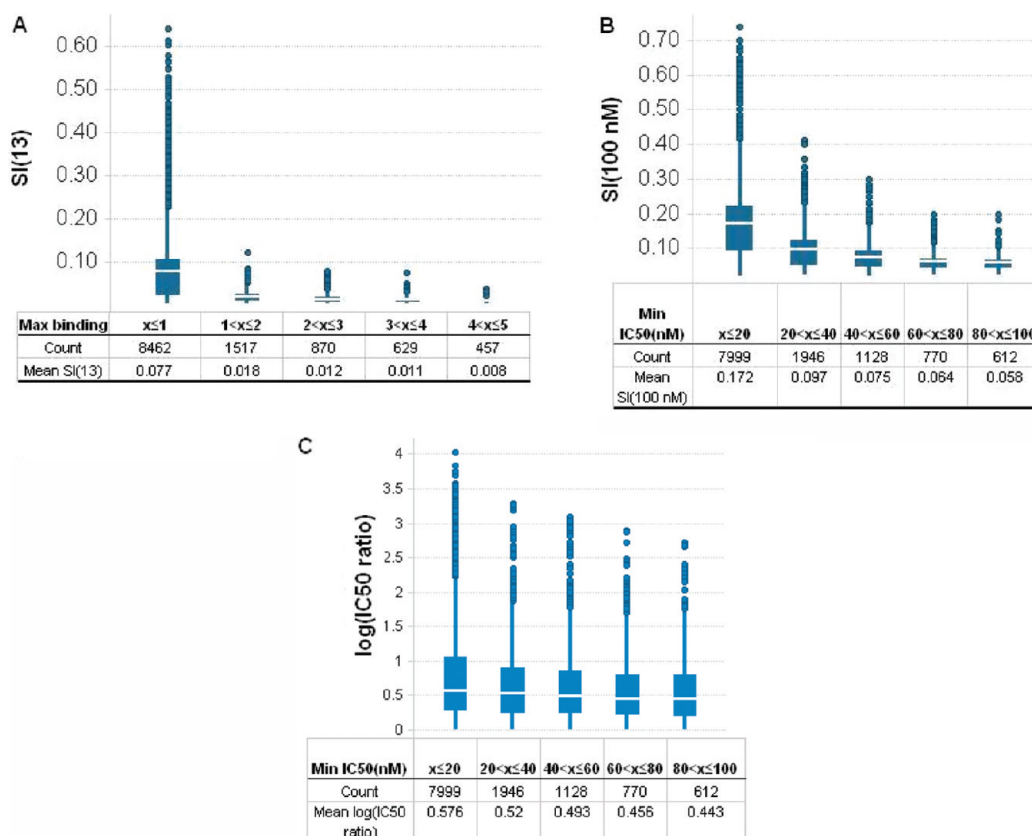 A
SI(13)
0.60
0.50
0.40
0.30
0.20
0.10
Max binding x≤1 1<x≤2 2<x≤3 3<x≤4 4<x≤5
Count 8462 1517 870 629 457
Mean SI(13) 0.077 0.018 0.012 0.011 0.008
B
SI(100 nM)
0.70
0.60
0.50
0.40
0.30
0.20
0.10
Min
IC50(nM) x≤20 20<x≤40 40<x≤60 60<x≤80 80<x≤100
Count 7999 1946 1128 770 612
Mean 0.172 0.097 0.075 0.064 0.058
SI(100 nM)
C
log(IC50 ratio)
4
3.5
3
2.5
2
1.5
1
0.5
0
Min IC50(nM) x≤20 20<x≤40 40<x≤60 60<x≤80 80<x≤100
Count 7999 1946 1128 770 612
Mean log(IC50 0.576 0.52 0.493 0.456 0.443
ratio)